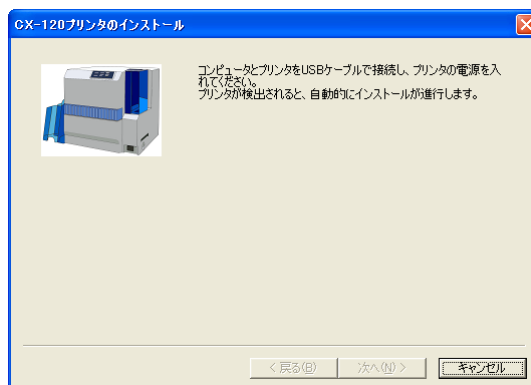 CX-120プリンタのインストール
コンピュータとプリンタをUSBケーブルで接続し、プリンタの電源を入
れてください。
プリンタが検出されると、自動的にインストールが進行します。
< 戻る(B)
次へ(N) >
キャンセル